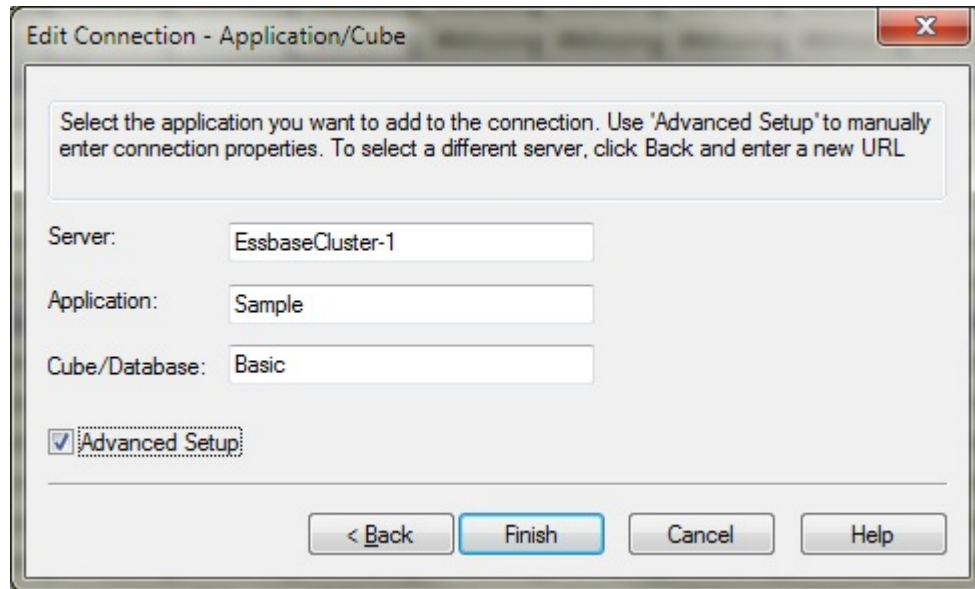 Edit Connection - Application/Cube
Select the application you want to add to the connection. Use 'Advanced Setup' to manually
enter connection properties. To select a different server, click Back and enter a new URL
Server: EssbaseCluster-1
Application: Sample
Cube/Database: Basic
Advanced Setup
< Back Finish Cancel Help